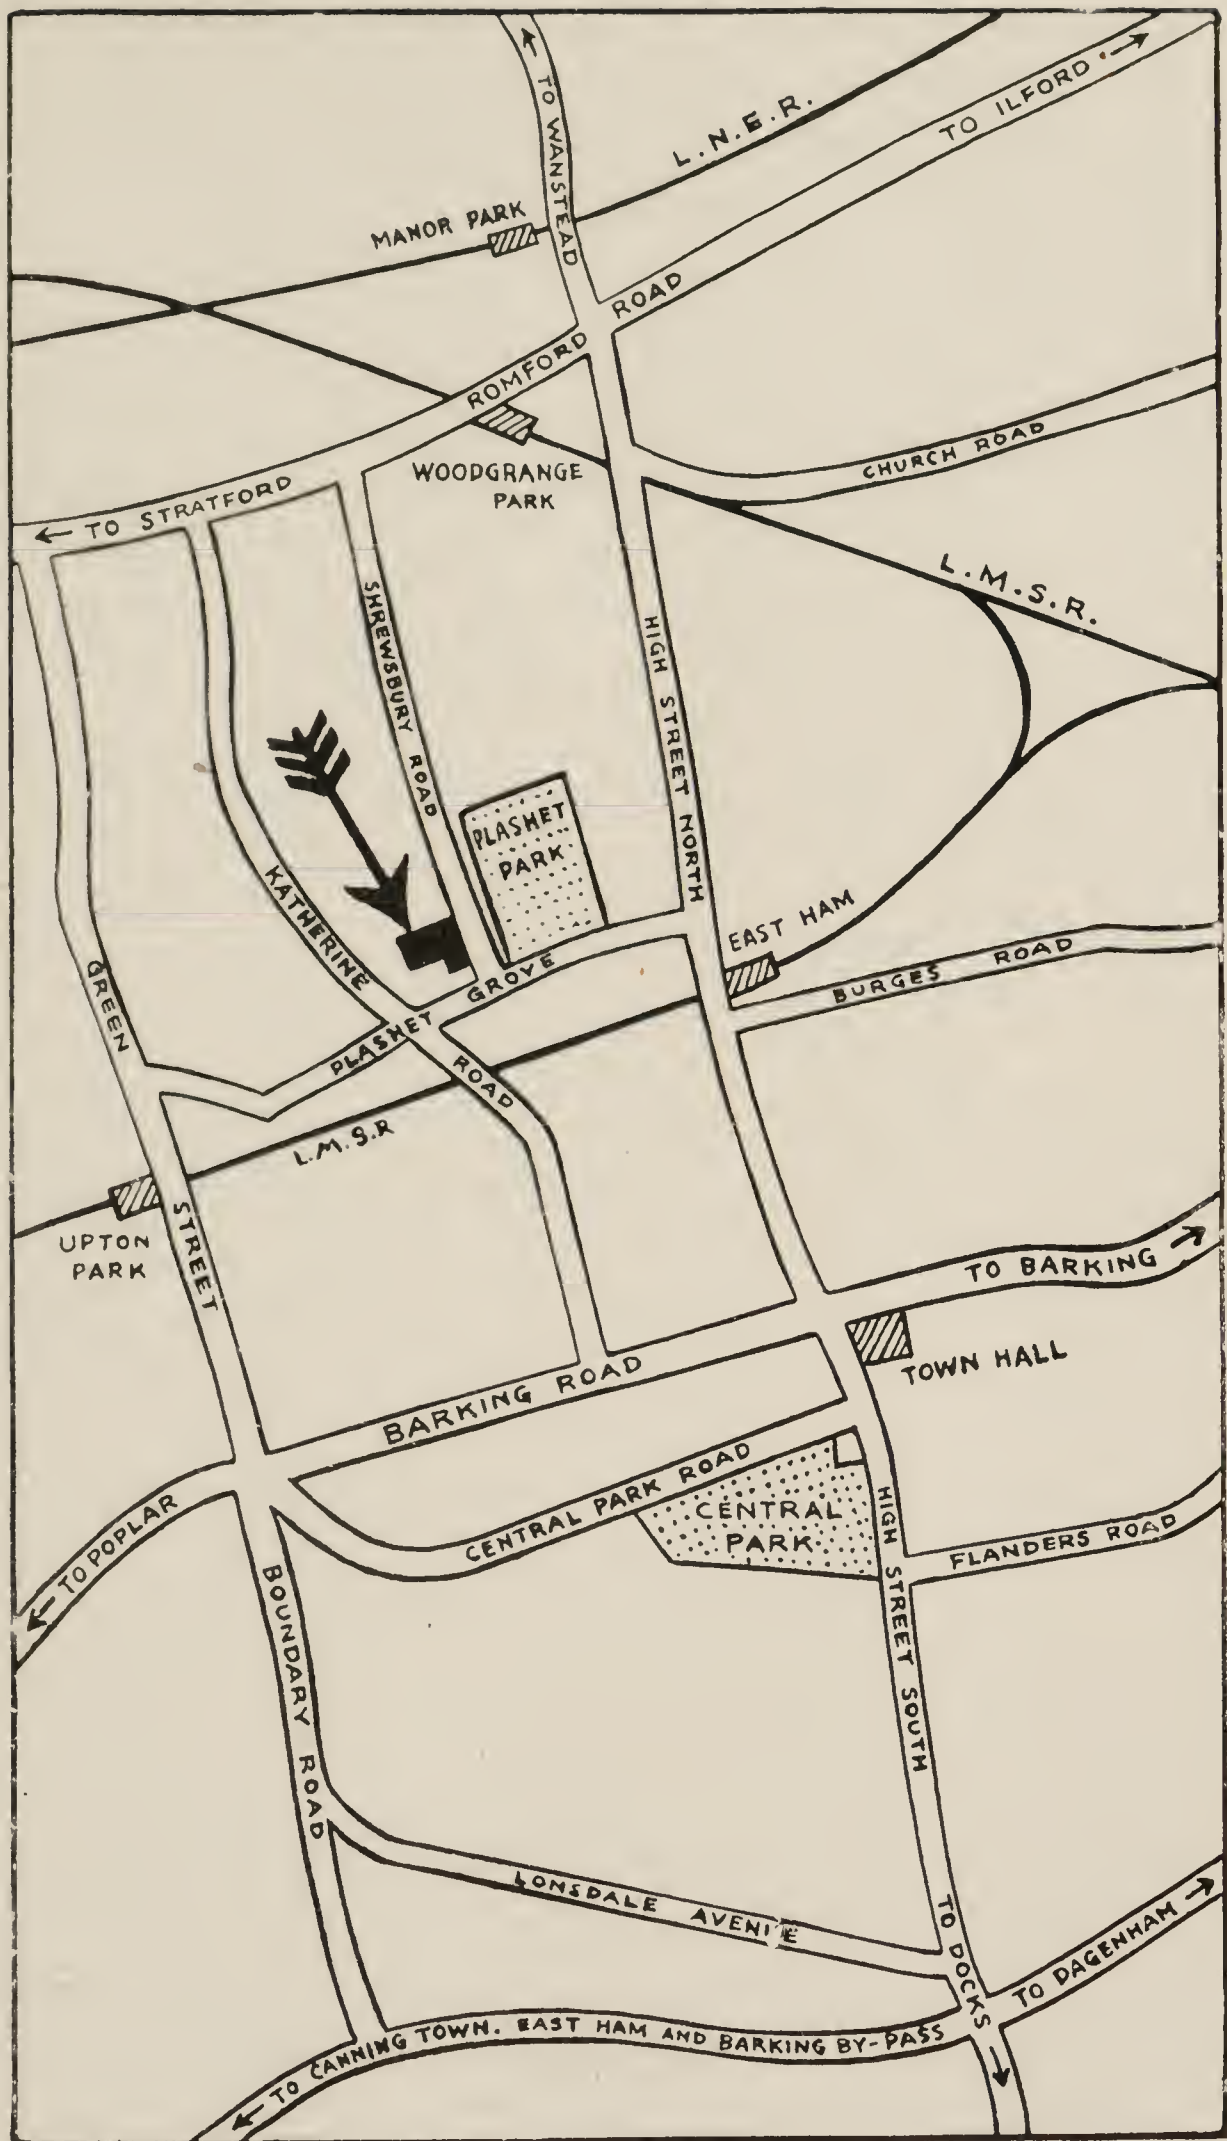 TO WANSTEAD
L.N.E.R.
TO ILFORD
MANOR PARK
ROMFORD ROAD
WOODGRANGE
PARK
CHURCH ROAD
TO STRATFORD
L.M.S.R.
SHREWSBURY ROAD
HIGH STREET NORTH
PLASHET
PARK
KATHERINE ROAD
EAST HAM
BURGES ROAD
GREEN STREET
PLASHET GROVE
L.M.S.R
UPTON
PARK
TO BARKING
TOWN HALL
BARKING ROAD
CENTRAL PARK ROAD
CENTRAL
PARK
HIGH STREET SOUTH
FLANDERS ROAD
TO POPLAR
BOUNDARY ROAD
LONSDALE AVENUE
TO DOCKS
TO DAGENHAM
TO CANNING TOWN. EAST HAM AND BARKING BY-PASS